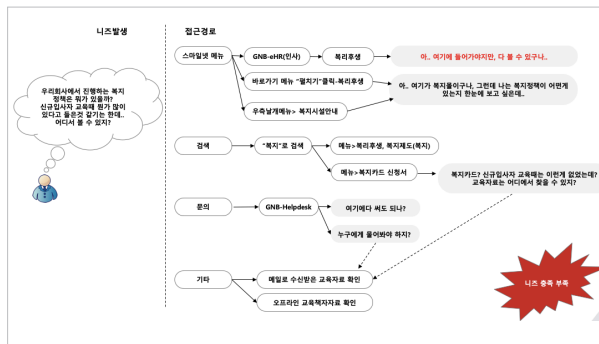 니즈발생
접근경로
우리회사에서 진행하는 복지
정책은 뭐가 있을까?
신규입사자 교육때 뭔가 많이
있다고 들은것 같기는 한데..
어디서 볼 수 있지?
스마일넷 메뉴
GNB-eHR(인사)
복리후생
아.. 여기에 들어가야지만, 다 볼 수 있구나..
바로가기 메뉴 "펼치기"클릭-복리후생
아.. 여기가 복지몰이구나, 그런데 나는 복지정책이 어떤게
있는지 한눈에 보고 싶은데..
우측날개메뉴> 복지시설안내
검색
"복지"로 검색
메뉴>복리후생, 복지제도(복지)
메뉴>복지카드 신청서
복지카드? 신규입사자 교육때는 이런게 없었는데?
교육자료는 어디에서 찾을 수 있지?
문의
GNB-Helpdesk
여기에다 써도 되나?
누구에게 물어봐야 하지?
기타
메일로 수신받은 교육자료 확인
오프라인 교육책자자료 확인
니즈 충족 부족